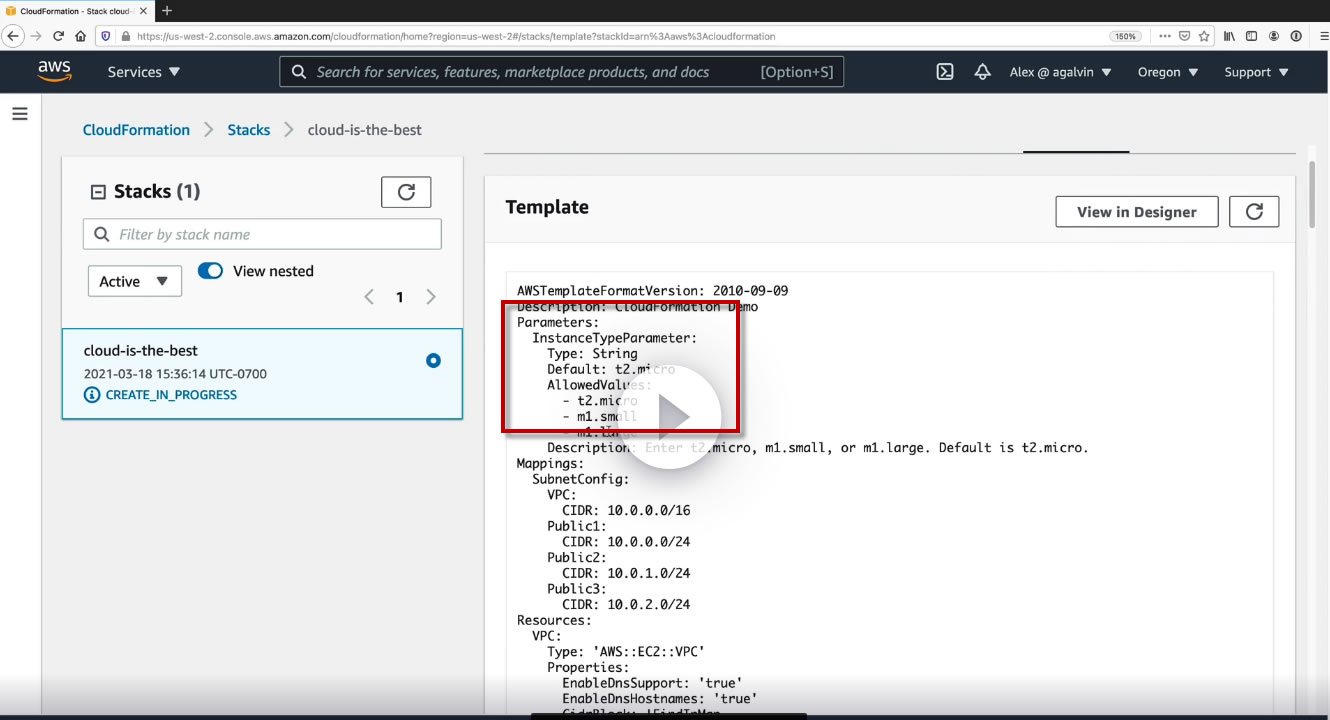 CloudFormation - Stack cloud-
https://us-west-2.console.aws.amazon.com/cloudformation/home?region=us-west-2#/stacks/template?stackId=arn%3Aaws%3Acloudformation
150%
aws
Services
Search for services, features, marketplace products, and docs
[Option+S]
Alex @ agalvin
Oregon
Support
CloudFormation
Stacks
cloud-is-the-best
Stacks (1)
Filter by stack name
Active
View nested
1
cloud-is-the-best
2021-03-18 15:36:14 UTC-0700
CREATE_IN_PROGRESS
Template
View in Designer
AWSTemplateFormatVersion: 2010-09-09
Description: CloudFormation Demo
Parameters:
InstanceTypeParameter:
Type: String
Default: t2.micro
AllowedValues:
- t2.micro
- m1.small
- m1.large
Description: Enter t2.micro, m1.small, or m1.large. Default is t2.micro.
Mappings:
SubnetConfig:
VPC:
CIDR: 10.0.0.0/16
Public1:
CIDR: 10.0.0.0/24
Public2:
CIDR: 10.0.1.0/24
Public3:
CIDR: 10.0.2.0/24
Resources:
VPC:
Type: 'AWS::EC2::VPC'
Properties:
EnableDnsSupport: 'true'
EnableDnsHostnames: 'true'
CidrBlock: !FindInMap